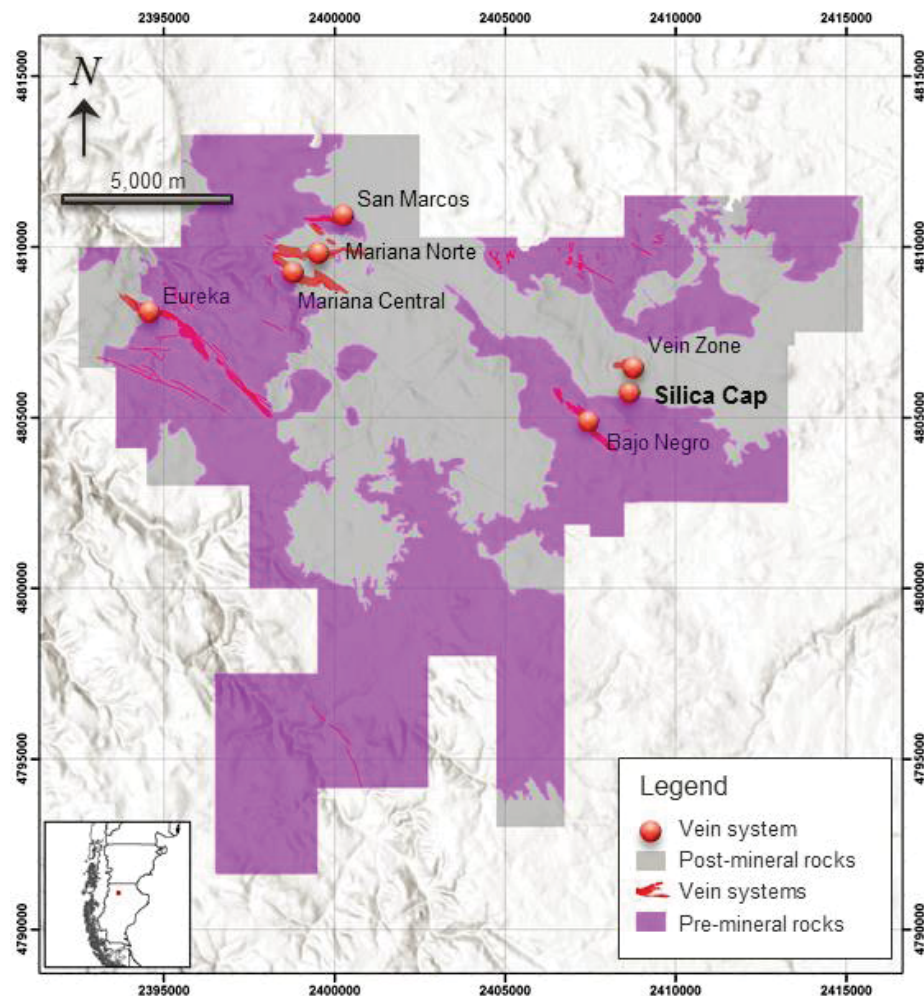 2395000
2400000
2405000
2410000
2415000
4815000
4815000
N
5,000 m
San Marcos
4810000
4810000
Mariana Norte
Mariana Central
Eureka
Vein Zone
Silica Cap
4805000
4805000
Bajo Negro
4800000
4800000
4795000
4795000
Legend
Vein system
Post-mineral rocks
Vein systems
Pre-mineral rocks
4790000
4790000
2395000
2400000
2405000
2410000
2415000